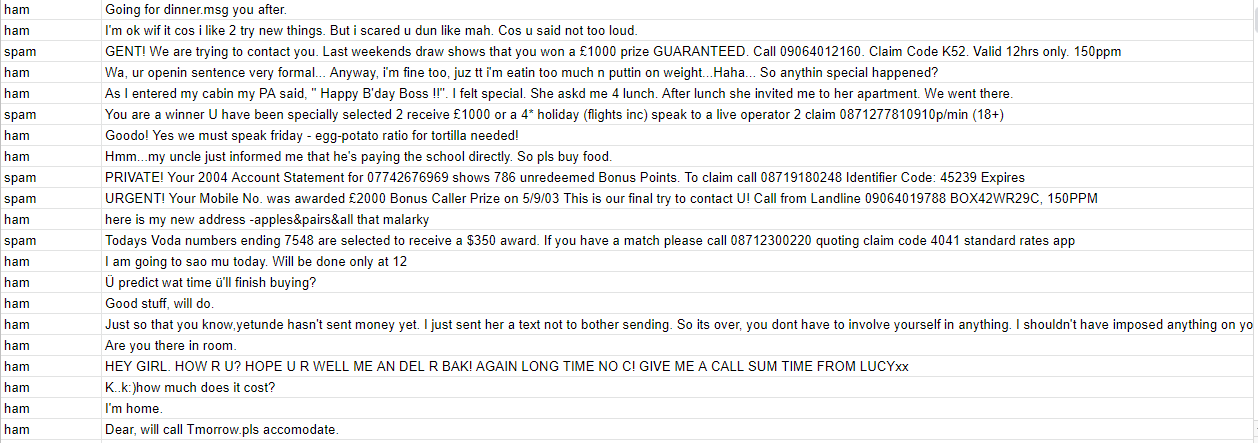 ham Going for dinner.msg you after.
ham I'm ok wif it cos i like 2 try new things. But i scared u dun like mah. Cos u said not too loud.
spam GENT! We are trying to contact you. Last weekends draw shows that you won a £1000 prize GUARANTEED. Call 09064012160. Claim Code K52. Valid 12hrs only. 150ppm
ham Wa, ur openin sentence very formal... Anyway, i'm fine too, juz tt i'm eatin too much n puttin on weight...Haha... So anythin special happened?
ham As I entered my cabin my PA said, " Happy B'day Boss !!". I felt special. She askd me 4 lunch. After lunch she invited me to her apartment. We went there.
spam You are a winner U have been specially selected 2 receive £1000 or a 4* holiday (flights inc) speak to a live operator 2 claim 0871277810910p/min (18+)
ham Goodo! Yes we must speak friday - egg-potato ratio for tortilla needed!
ham Hmm...my uncle just informed me that he's paying the school directly. So pls buy food.
spam PRIVATE! Your 2004 Account Statement for 07742676969 shows 786 unredeemed Bonus Points. To claim call 08719180248 Identifier Code: 45239 Expires
spam URGENT! Your Mobile No. was awarded £2000 Bonus Caller Prize on 5/9/03 This is our final try to contact U! Call from Landline 09064019788 BOX42WR29C, 150PPM
ham here is my new address -apples&pairs&all that malarky
spam Todays Voda numbers ending 7548 are selected to receive a $350 award. If you have a match please call 08712300220 quoting claim code 4041 standard rates app
ham I am going to sao mu today. Will be done only at 12
ham Ü predict wat time ü'll finish buying?
ham Good stuff, will do.
ham Just so that you know,yetunde hasn't sent money yet. I just sent her a text not to bother sending. So its over, you dont have to involve yourself in anything. I shouldn't have imposed anything on yo
ham Are you there in room.
ham HEY GIRL. HOW R U? HOPE U R WELL ME AN DEL R BAK! AGAIN LONG TIME NO C! GIVE ME A CALL SUM TIME FROM LUCYxx
ham K..k:)how much does it cost?
ham I'm home.
ham Dear, will call Tmorrow.pls accomodate.